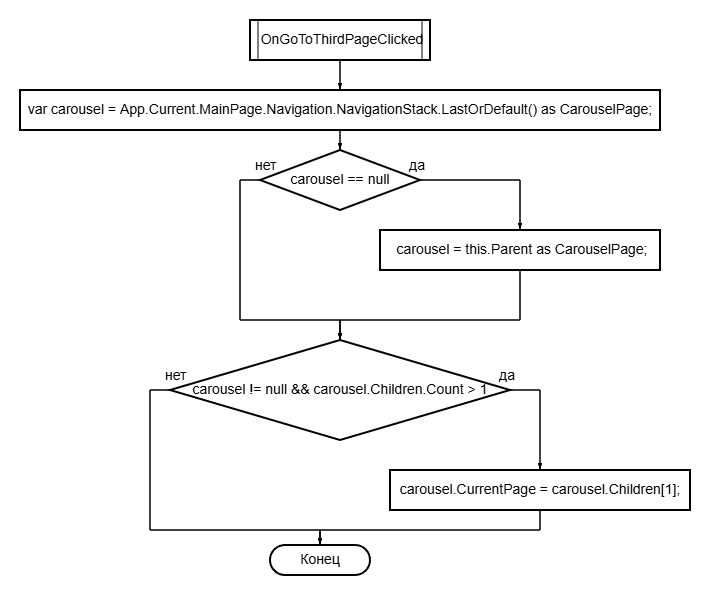 OnGoToThirdPageClicked
var carousel = App.Current.MainPage.Navigation.NavigationStack.LastOrDefault() as CarouselPage;
нет
да
carousel == null
carousel = this.Parent as CarouselPage;
нет
да
carousel != null && carousel.Children.Count > 1
carousel.CurrentPage = carousel.Children[1];
Конец